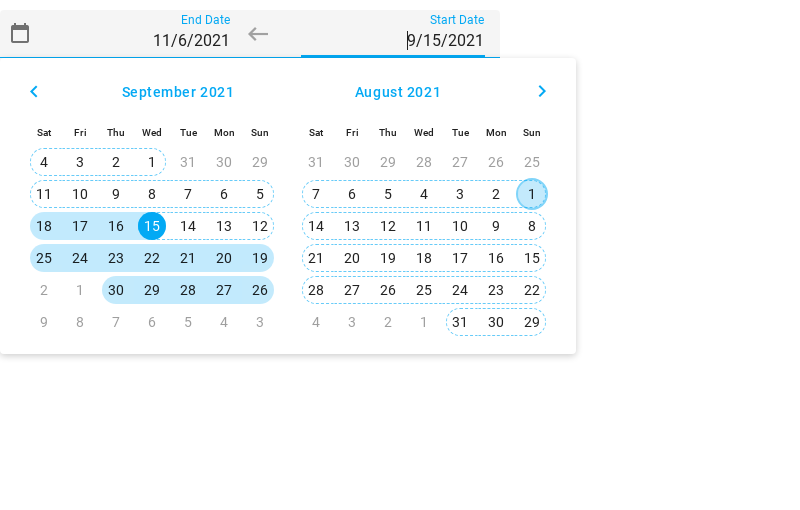 End Date Start Date
11/6/2021 9/15/2021
September 2021 August 2021
Sat Fri Thu Wed Tue Mon Sun Sat Fri Thu Wed Tue Mon Sun
4 3 2 1 31 30 29 31 30 29 28 27 26 25
11 10 9 8 7 6 5 7 6 5 4 3 2 1
18 17 16 15 14 13 12 14 13 12 11 10 9 8
25 24 23 22 21 20 19 21 20 19 18 17 16 15
2 1 30 29 28 27 26 28 27 26 25 24 23 22
9 8 7 6 5 4 3 4 3 2 1 31 30 29